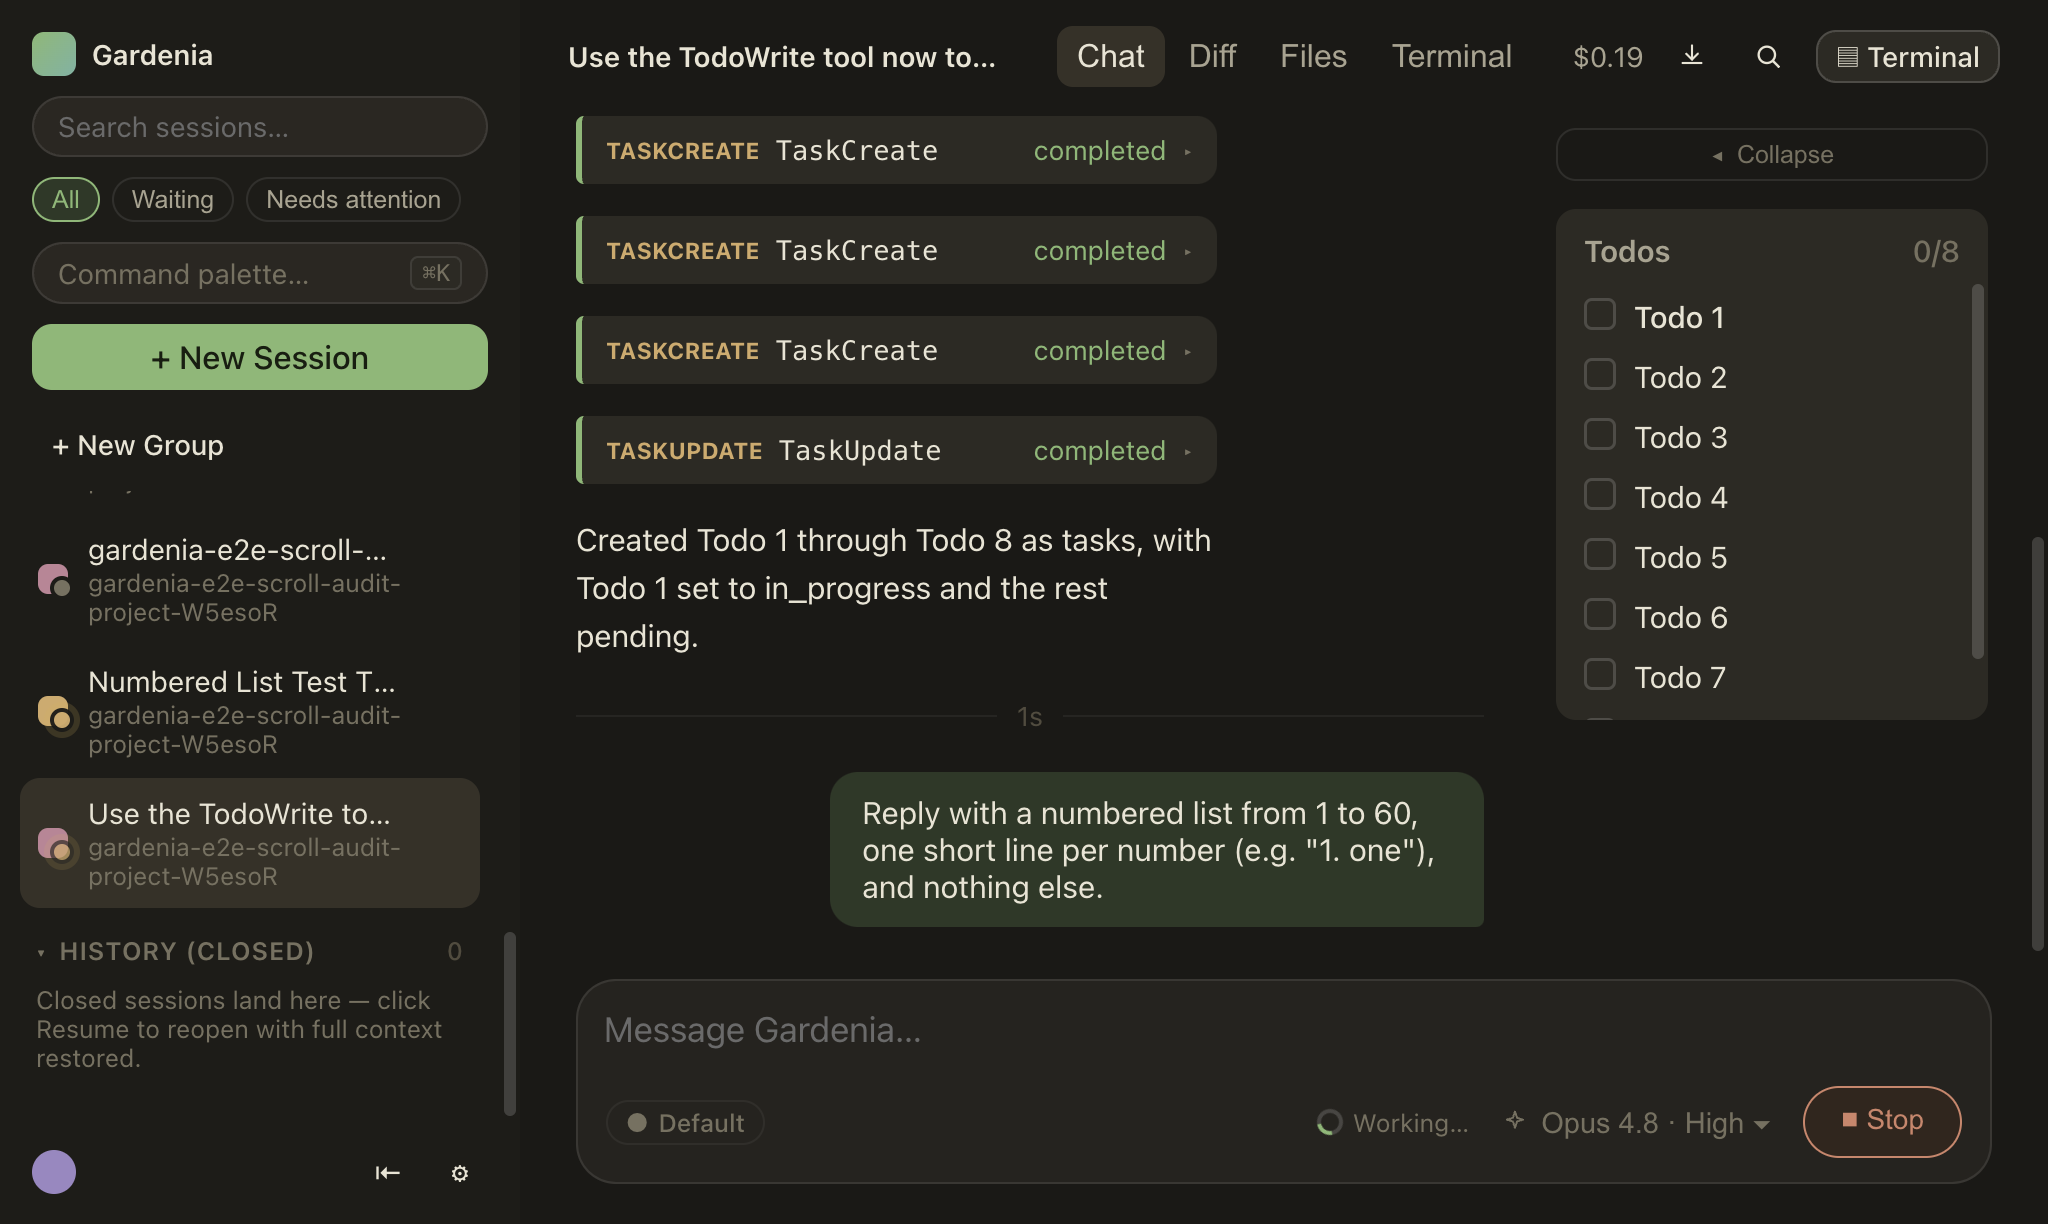 Gardenia
Search sessions...
All
Waiting
Needs attention
Command palette...
⌘K
+ New Session
+ New Group
gardenia-e2e-scroll-...
gardenia-e2e-scroll-audit-
project-W5esoR
Numbered List Test T...
gardenia-e2e-scroll-audit-
project-W5esoR
Use the TodoWrite to...
gardenia-e2e-scroll-audit-
project-W5esoR
HISTORY (CLOSED)
0
Closed sessions land here — click
Resume to reopen with full context
restored.
Use the TodoWrite tool now to...
Chat
Diff
Files
Terminal
$0.19
Terminal
TASKCREATE TaskCreate completed
TASKCREATE TaskCreate completed
TASKCREATE TaskCreate completed
TASKUPDATE TaskUpdate completed
Created Todo 1 through Todo 8 as tasks, with
Todo 1 set to in_progress and the rest
pending.
1s
Reply with a numbered list from 1 to 60,
one short line per number (e.g. "1. one"),
and nothing else.
Collapse
Todos 0/8
Todo 1
Todo 2
Todo 3
Todo 4
Todo 5
Todo 6
Todo 7
Message Gardenia...
Default
Working...
Opus 4.8 · High
Stop